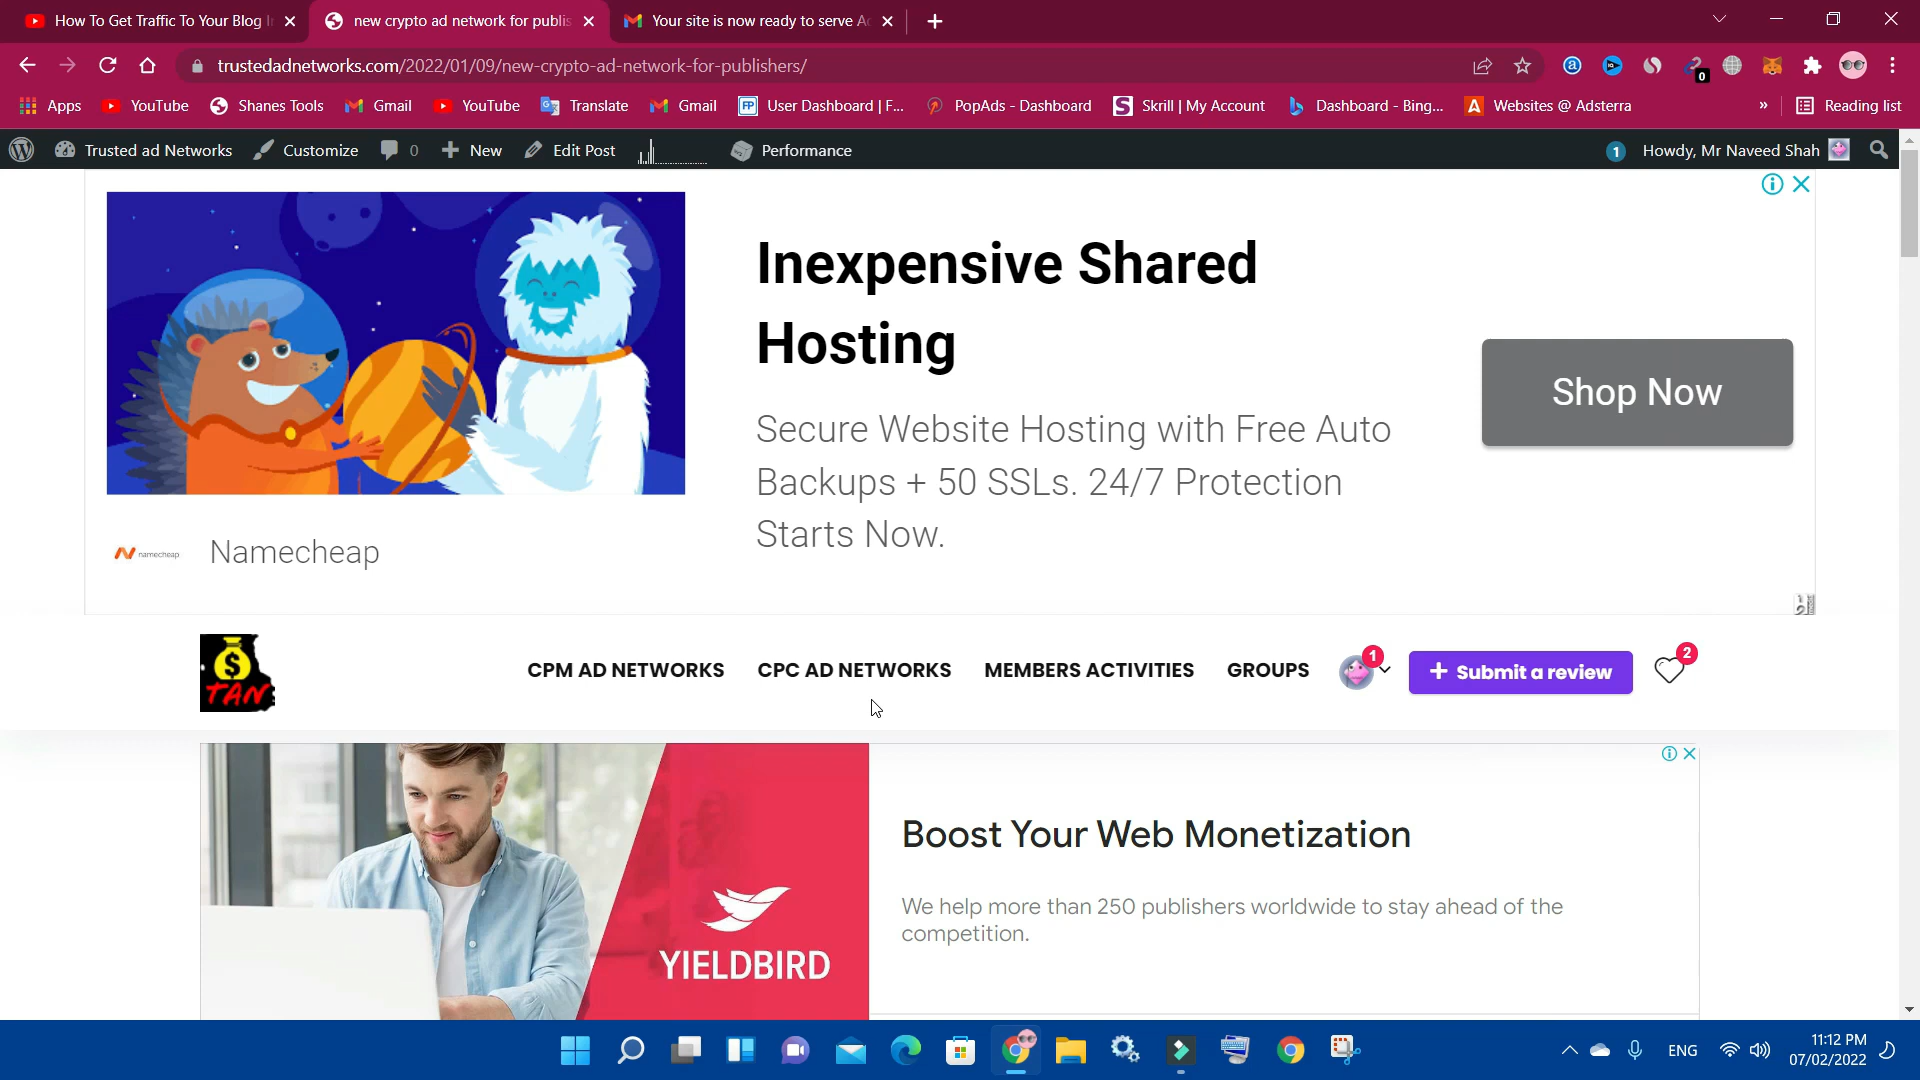 How To Get Traffic To Your Blog I
new crypto ad network for publis
Your site is now ready to serve A
trustedadnetworks.com/2022/01/09/new-crypto-ad-network-for-publishers/
0
Apps
YouTube
Shanes Tools
Gmail
YouTube
Translate
Gmail
FP
User Dashboard | F...
PopAds - Dashboard
S
Skrill | My Account
Dashboard - Bing...
A
Websites @ Adsterra
»
Reading list
Trusted ad Networks
Customize
0
New
Edit Post
Performance
1
Howdy, Mr Naveed Shah
Inexpensive Shared
Hosting
Secure Website Hosting with Free Auto
Backups + 50 SSLs. 24/7 Protection
Starts Now.
Shop Now
namecheap
Namecheap
$
TAN
CPM AD NETWORKS
CPC AD NETWORKS
MEMBERS ACTIVITIES
GROUPS
1
+ Submit a review
2
YIELDBIRD
Boost Your Web Monetization
We help more than 250 publishers worldwide to stay ahead of the
competition.
ENG
11:12 PM
07/02/2022